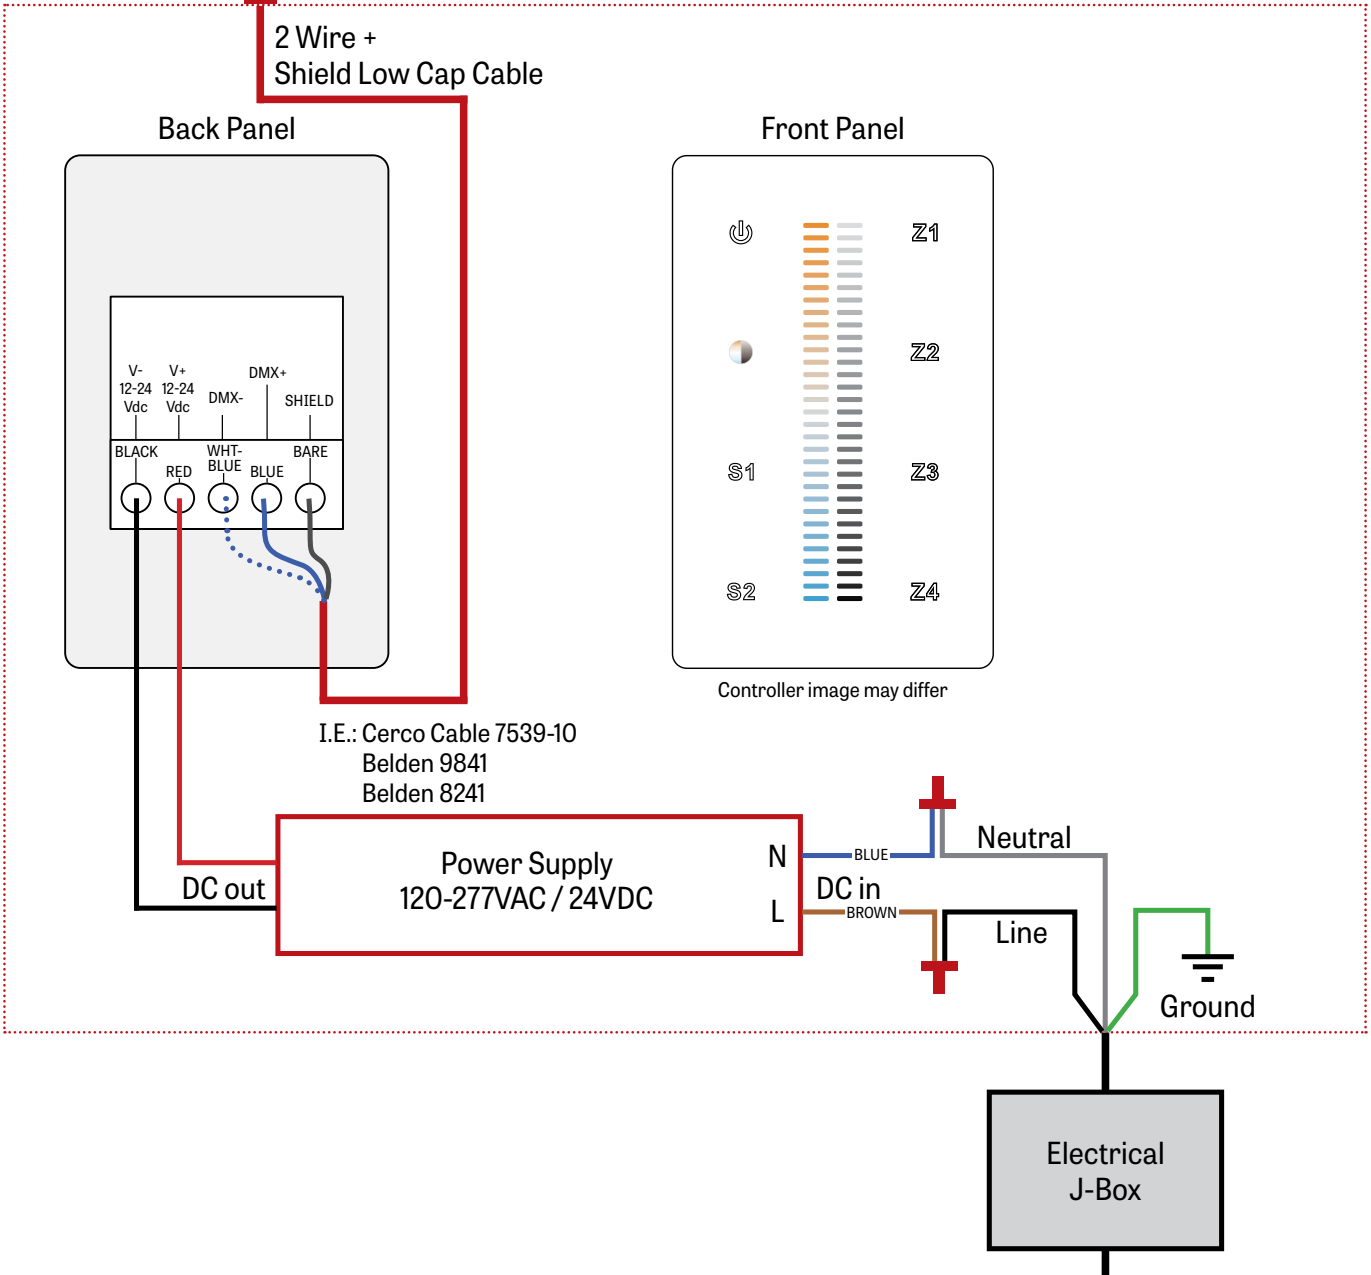 2 Wire +
Shield Low Cap Cable
Back Panel
Front Panel
V-
12-24
Vdc
V+
12-24
Vdc
DMX-
DMX+
SHIELD
BLACK
RED
WHT-
BLUE
BLUE
BARE
Z1
Z2
S1
Z3
S2
Z4
Controller image may differ
I.E.: Cerco Cable 7539-10
Belden 9841
Belden 8241
Power Supply
120-277VAC / 24VDC
N
L
DC out
DC in
BLUE
BROWN
Neutral
Line
Ground
Electrical
J-Box